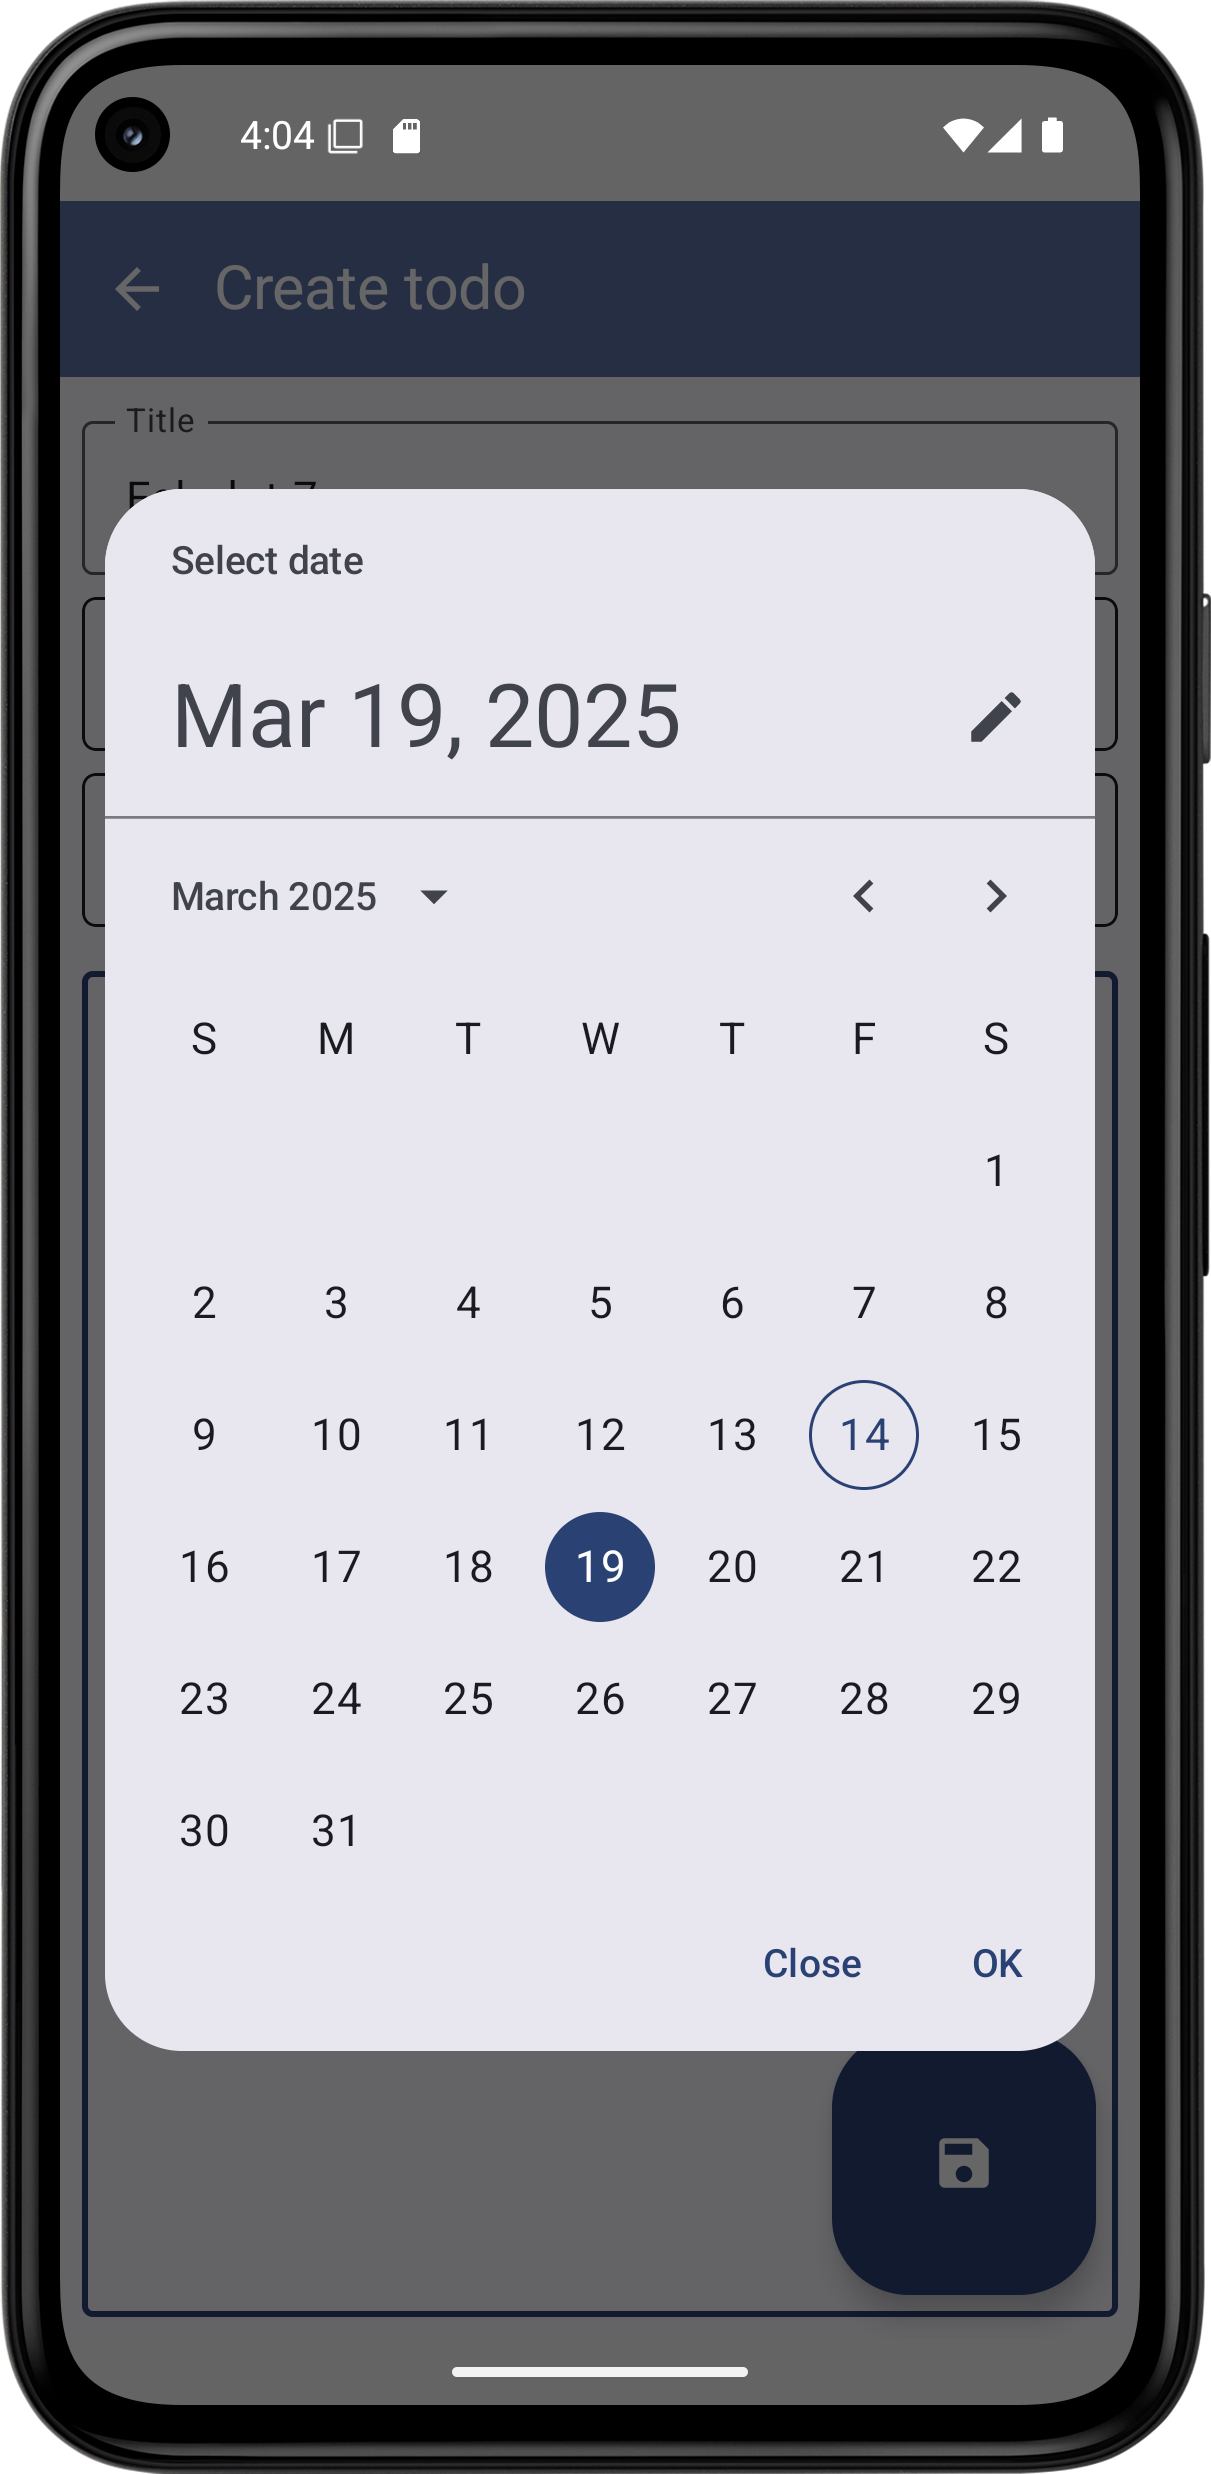 4:04
Create todo
Title
Select date
Mar 19, 2025
March 2025
S M T W T F S
1
2 3 4 5 6 7 8
9 10 11 12 13 14 15
16 17 18 19 20 21 22
23 24 25 26 27 28 29
30 31
Close OK